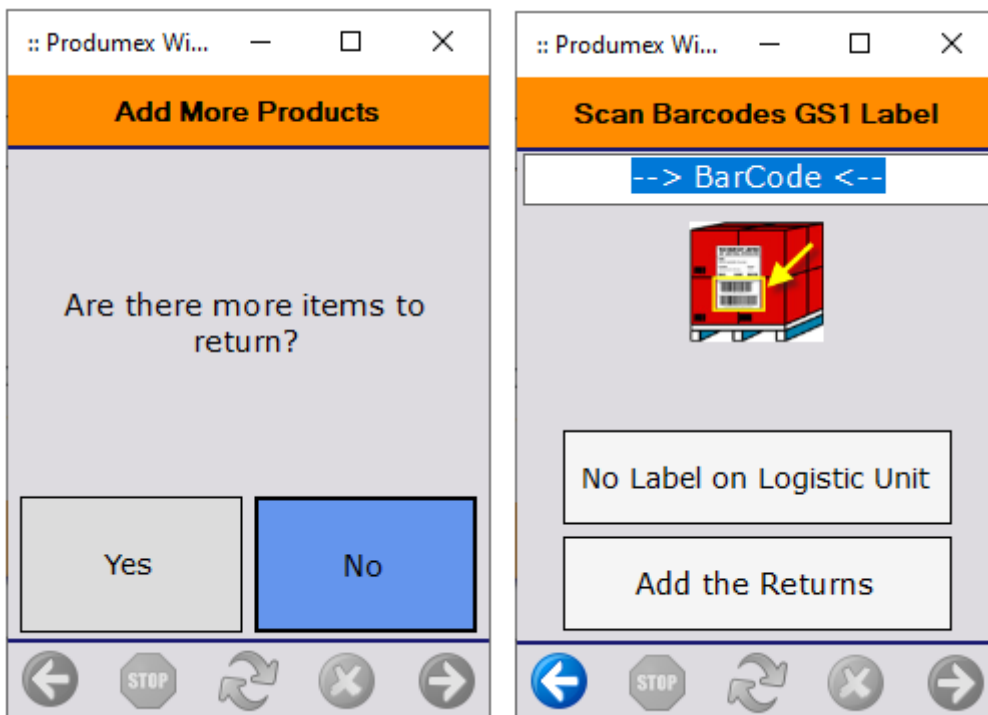 :: Produmex Wi...
Add More Products
Are there more items to
return?
Yes
No
STOP
:: Produmex Wi...
Scan Barcodes GS1 Label
--> BarCode <--
No Label on Logistic Unit
Add the Returns
STOP